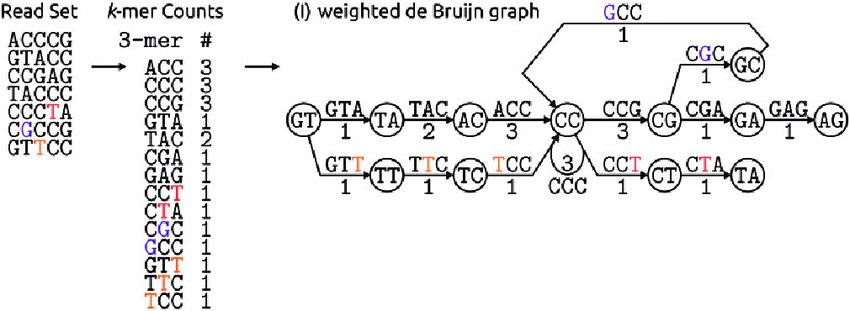 Read Set
ACCCG
GTACC
CCGAG
TACCC
CCCTA
CGCCG
GTTCC
k-mer Counts
3-mer #
ACC 3
CCC 3
CCG 3
GTA 1
TAC 2
CGA 1
GAG 1
CCT 1
CTA 1
CGC 1
GCC 1
GTT 1
TTC 1
TCC 1
(I) weighted de Bruijn graph
GCC
1
CGC
1
GC
GT
GTA
1
TA
TAC
2
AC
ACC
3
CC
CCG
3
CG
CGA
1
GA
GAG
1
AG
GTT
1
TT
TTC
1
TC
TCC
1
3
CCC
CCT
1
CT
CTA
1
TA